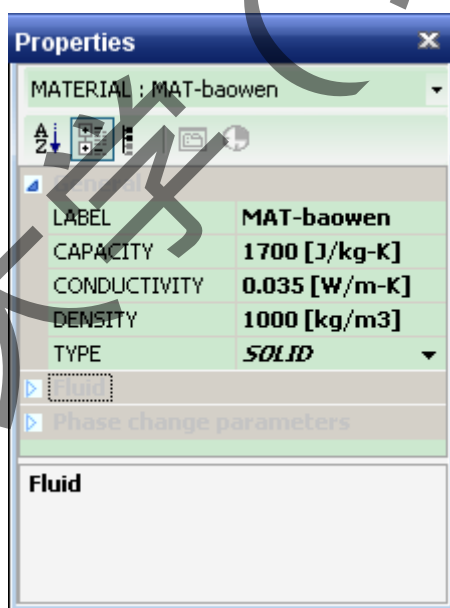 Properties
MATERIAL : MAT-baowen
General
LABEL MAT-baowen
CAPACITY 1700 [J/kg-K]
CONDUCTIVITY 0.035 [W/m-K]
DENSITY 1000 [kg/m3]
TYPE SOLID
Fluid
Phase change parameters
Fluid